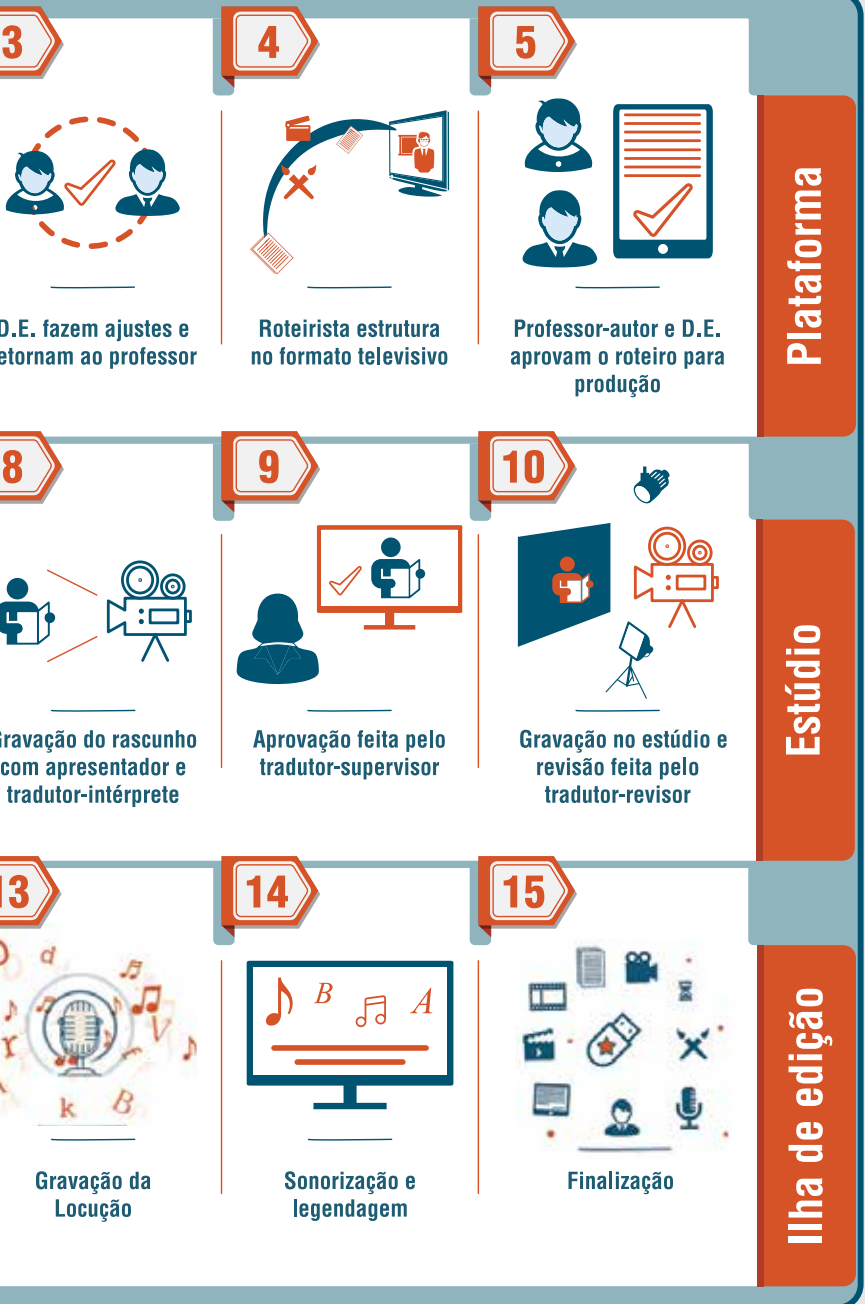 3
4
5
D.E. fazem ajustes e
etornam ao professor
Roteirista estrutura
no formato televisivo
Professor-autor e D.E.
aprovam o roteiro para
produção
Plataforma
8
9
10
Gravação do rascunho
com apresentador e
tradutor-intérprete
Aprovação feita pelo
tradutor-supervisor
Gravação no estúdio e
revisão feita pelo
tradutor-revisor
Estúdio
13
14
15
d
V
k
B
B
A
Gravação da
Locução
Sonorização e
legendagem
Finalização
Ilha de edição